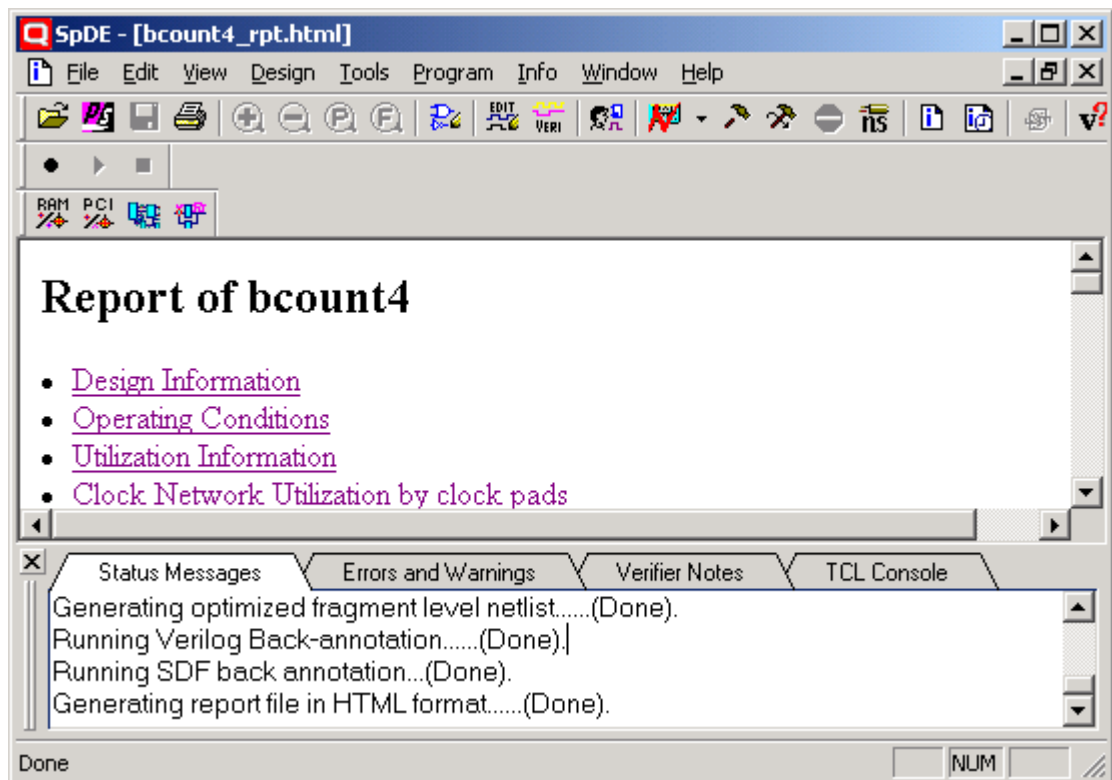 SpDE - [bcount4_rpt.html]
File Edit View Design Tools Program Info Window Help
EDIT VERI ns v?
RAM PCI
Report of bcount4
• Design Information
• Operating Conditions
• Utilization Information
• Clock Network Utilization by clock pads
Status Messages Errors and Warnings Verifier Notes TCL Console
Generating optimized fragment level netlist......(Done).
Running Verilog Back-annotation......(Done).
Running SDF back annotation...(Done).
Generating report file in HTML format......(Done).
Done NUM